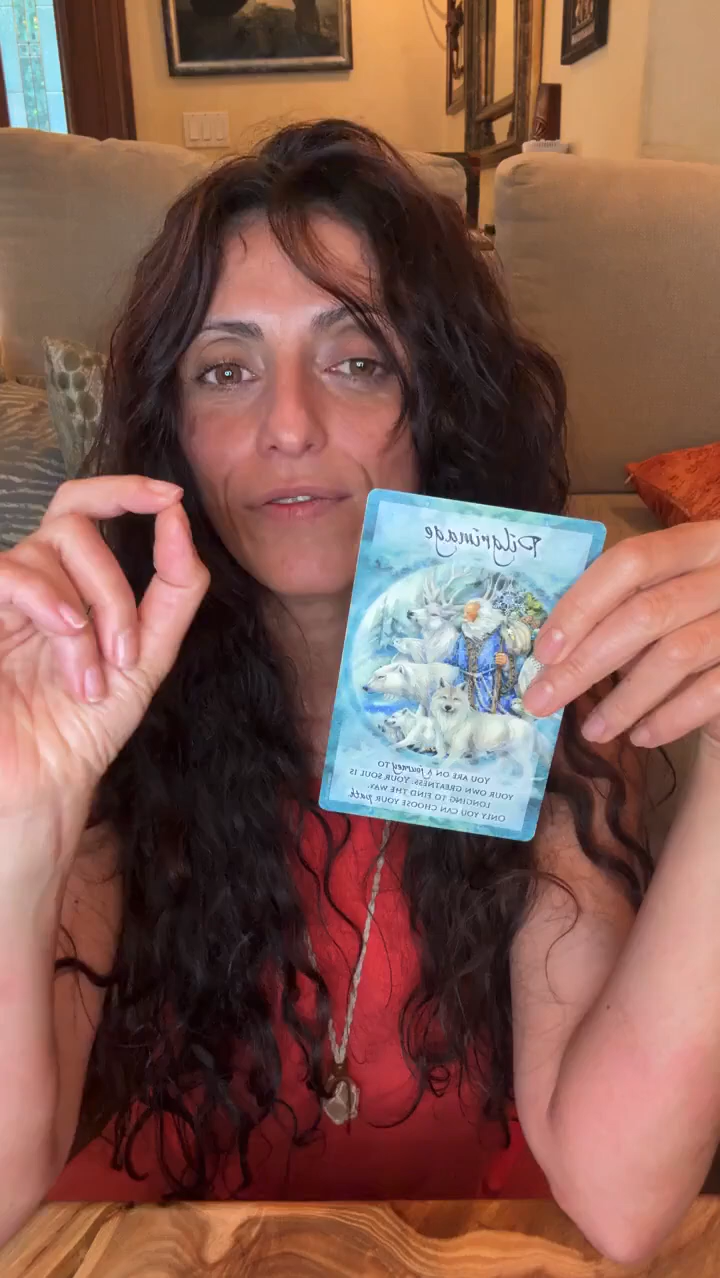 Pilgrimage
YOU ARE ON A journey TO
YOUR OWN GREATNESS. YOUR SOUL IS
LONGING TO FIND THE WAY.
ONLY YOU CAN CHOOSE YOUR path